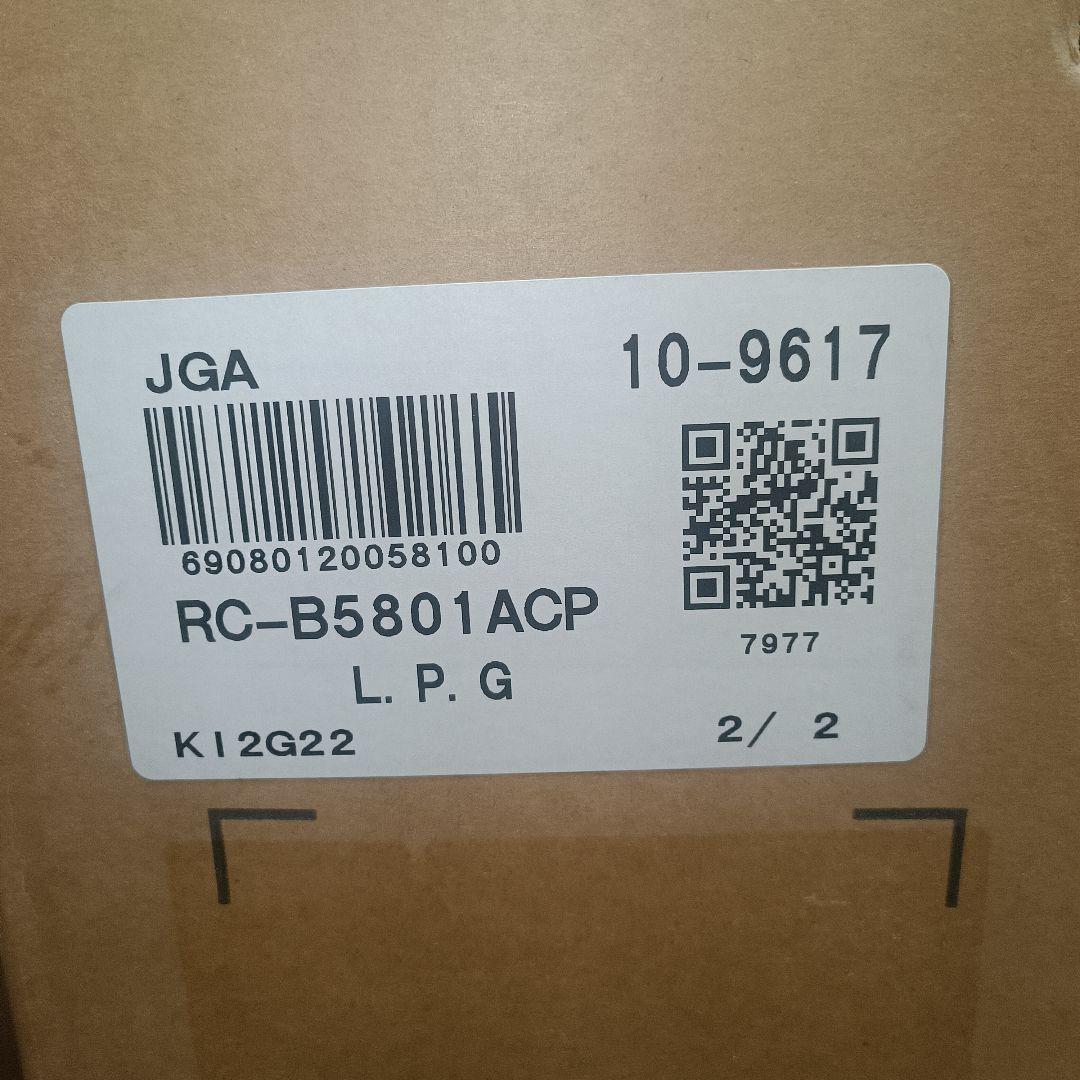 JGA
10-9617
69080120058100
RC-B5801ACP
7977
L. P. G
KI2G22
2/ 2